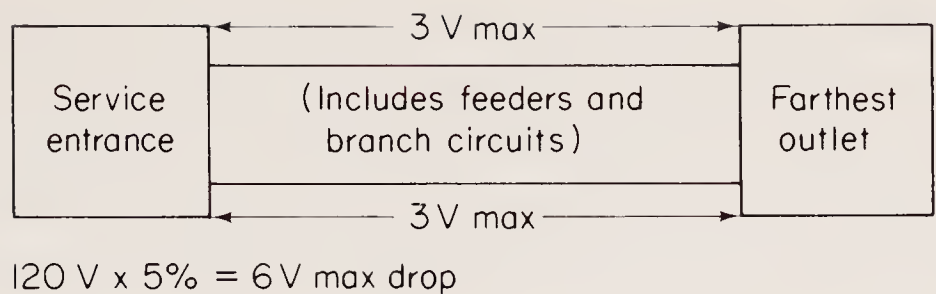 3 V max
Service entrance
(Includes feeders and branch circuits)
Farthest outlet
3 V max
120 V x 5% = 6 V max drop